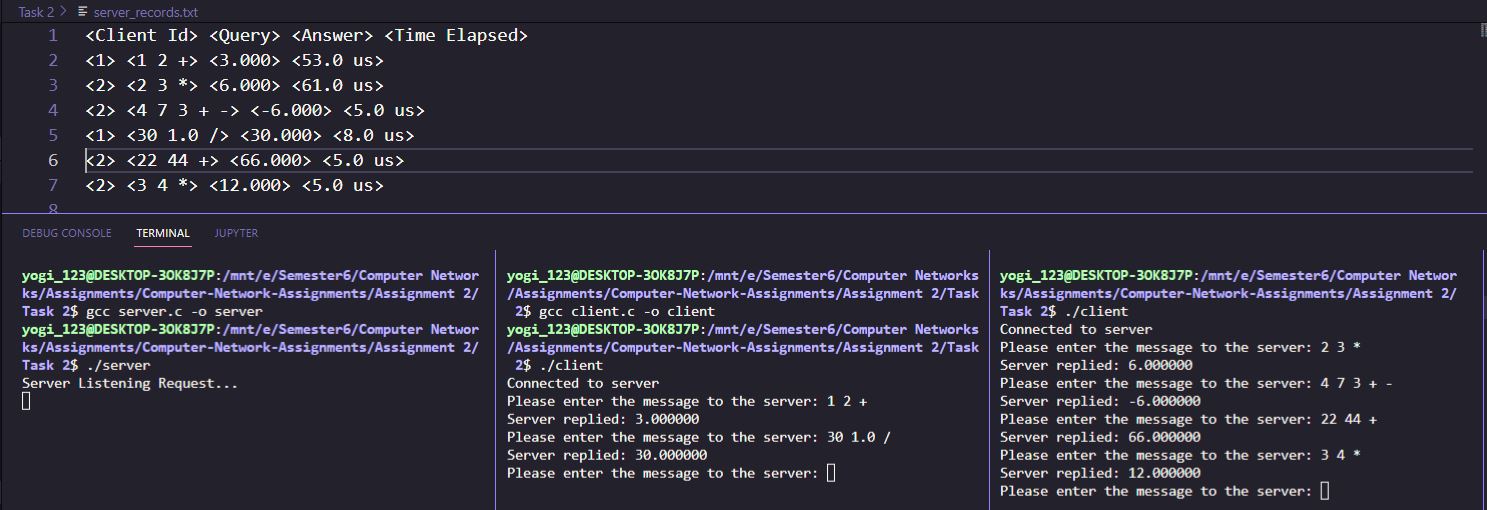 Task 2 > server_records.txt
1 <Client Id> <Query> <Answer> <Time Elapsed>
2 <1> <1 2 +> <3.000> <53.0 us>
3 <2> <2 3 *> <6.000> <61.0 us>
4 <2> <4 7 3 + -> <-6.000> <5.0 us>
5 <1> <30 1.0 /> <30.000> <8.0 us>
6 <2> <22 44 +> <66.000> <5.0 us>
7 <2> <3 4 *> <12.000> <5.0 us>
8
DEBUG CONSOLE TERMINAL JUPYTER
yogi_123@DESKTOP-3OK8J7P:/mnt/e/Semester6/Computer Networ
ks/Assignments/Computer-Network-Assignments/Assignment 2/
Task 2$ gcc server.c -o server
yogi_123@DESKTOP-3OK8J7P:/mnt/e/Semester6/Computer Networ
ks/Assignments/Computer-Network-Assignments/Assignment 2/
Task 2$ ./server
Server Listening Request...
yogi_123@DESKTOP-3OK8J7P:/mnt/e/Semester6/Computer Networks
/Assignments/Computer-Network-Assignments/Assignment 2/Task
2$ gcc client.c -o client
yogi_123@DESKTOP-3OK8J7P:/mnt/e/Semester6/Computer Networks
/Assignments/Computer-Network-Assignments/Assignment 2/Task
2$ ./client
Connected to server
Please enter the message to the server: 1 2 +
Server replied: 3.000000
Please enter the message to the server: 30 1.0 /
Server replied: 30.000000
Please enter the message to the server:
yogi_123@DESKTOP-3OK8J7P:/mnt/e/Semester6/Computer Networ
ks/Assignments/Computer-Network-Assignments/Assignment 2/
Task 2$ ./client
Connected to server
Please enter the message to the server: 2 3 *
Server replied: 6.000000
Please enter the message to the server: 4 7 3 + -
Server replied: -6.000000
Please enter the message to the server: 22 44 +
Server replied: 66.000000
Please enter the message to the server: 3 4 *
Server replied: 12.000000
Please enter the message to the server: